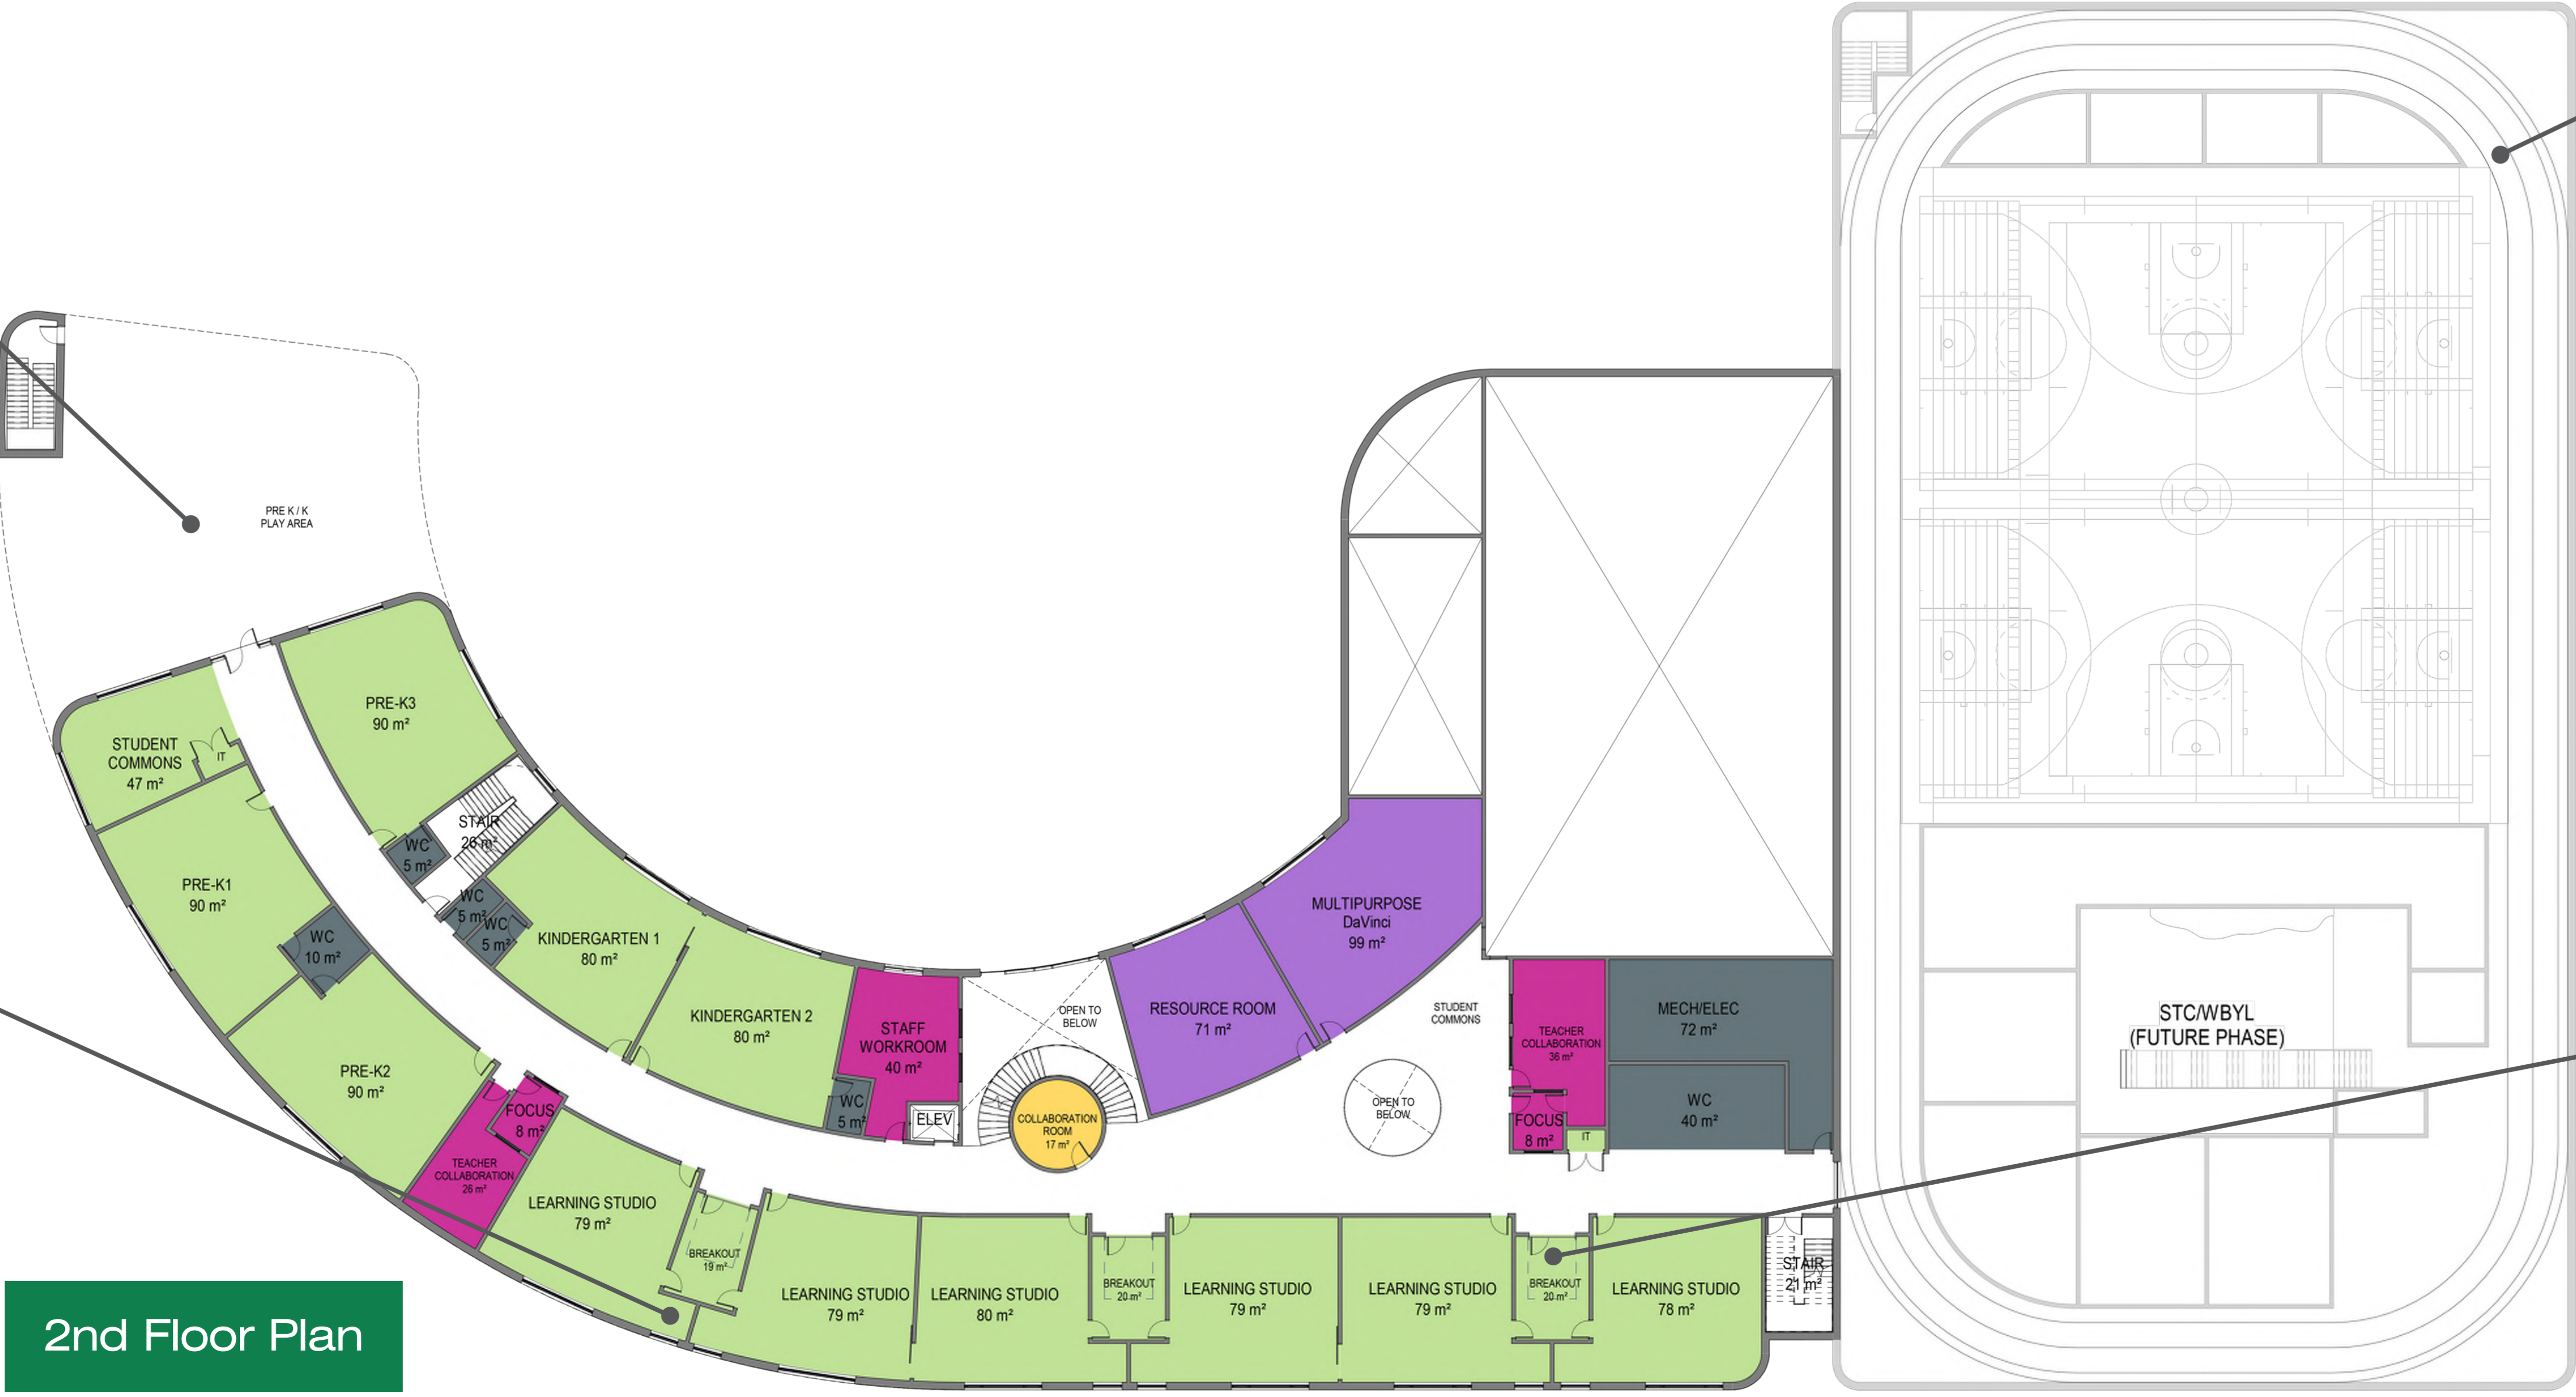 PRE K / K
PLAY AREA
PRE-K3
90 m²
STUDENT
COMMONS
47 m²
IT
STAIR
26 m²
WC
5 m²
PRE-K1
90 m²
WC
5 m²
WC
5 m²
WC
10 m²
KINDERGARTEN 1
80 m²
KINDERGARTEN 2
80 m²
PRE-K2
90 m²
STAFF
WORKROOM
40 m²
WC
5 m²
ELEV
OPEN TO
BELOW
COLLABORATION
ROOM
17 m²
RESOURCE ROOM
71 m²
MULTIPURPOSE
DaVinci
99 m²
STUDENT
COMMONS
OPEN TO
BELOW
TEACHER
COLLABORATION
36 m²
FOCUS
8 m²
IT
MECH/ELEC
72 m²
WC
40 m²
STC/WBYL
(FUTURE PHASE)
FOCUS
8 m²
TEACHER
COLLABORATION
26 m²
LEARNING STUDIO
79 m²
BREAKOUT
19 m²
LEARNING STUDIO
79 m²
LEARNING STUDIO
80 m²
BREAKOUT
20 m²
LEARNING STUDIO
79 m²
LEARNING STUDIO
79 m²
BREAKOUT
20 m²
LEARNING STUDIO
78 m²
STAIR
21 m²
2nd Floor Plan